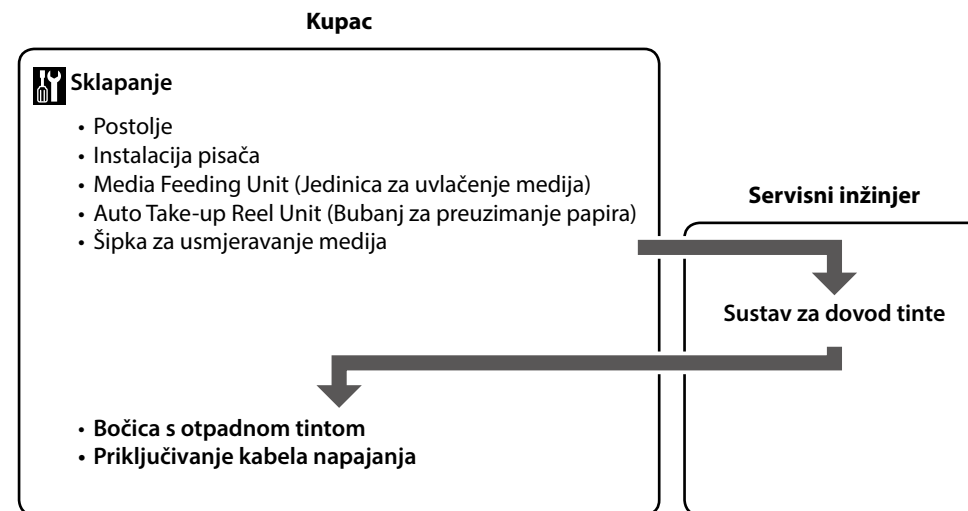 Kupac
Sklapanje
• Postolje
• Instalacija pisača
• Media Feeding Unit (Jedinica za uvlačenje medija)
• Auto Take-up Reel Unit (Bubanj za preuzimanje papira)
• Šipka za usmjeravanje medija
Servisni inžinjer
Sustav za dovod tinte
• Bočica s otpadnom tintom
• Priključivanje kabela napajanja